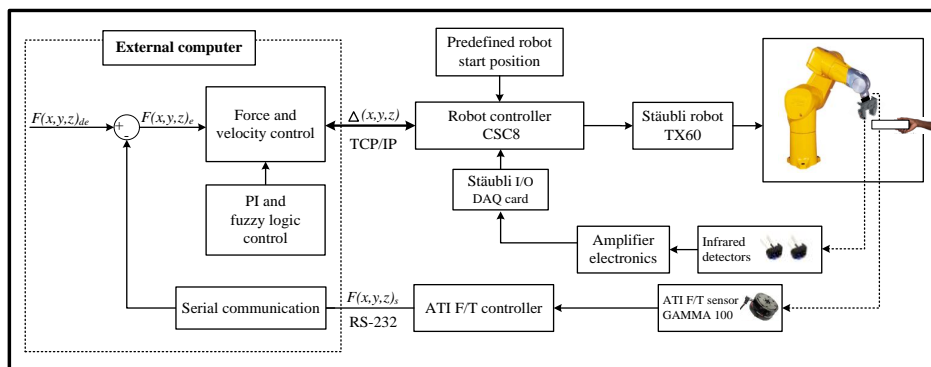 External computer
F(x,y,z)de
F(x,y,z)e
+
-
Force and
velocity control
PI and
fuzzy logic
control
Serial communication
Δ(x,y,z)
TCP/IP
Predefined robot
start position
Robot controller
CSC8
Stäubli robot
TX60
Stäubli I/O
DAQ card
Amplifier
electronics
Infrared
detectors
F(x,y,z)s
RS-232
ATI F/T controller
ATI F/T sensor
GAMMA 100